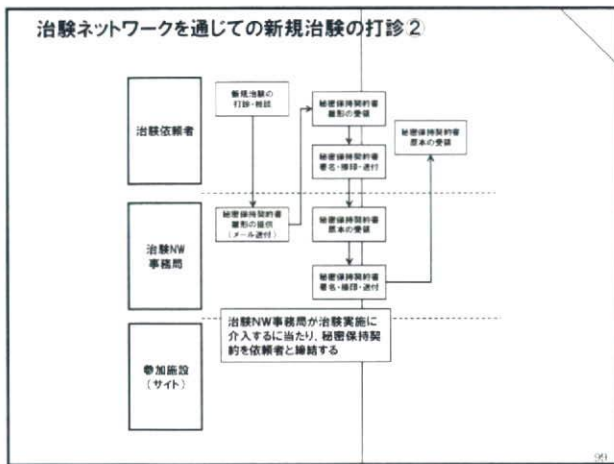 治験ネットワークを通じての新規治験の打診②
治験依頼者
新規治験の
打診・相談
秘密保持契約書
雛形の受領
秘密保持契約書
署名・捺印・送付
秘密保持契約書
原本の受領
治験NW
事務局
秘密保持契約書
雛形の提供
(メール送付)
秘密保持契約書
原本の受領
秘密保持契約書
署名・捺印・送付
治験NW事務局が治験実施に
介入するに当たり、秘密保持契
約を依頼者と締結する
参加施設
(サイト)
99